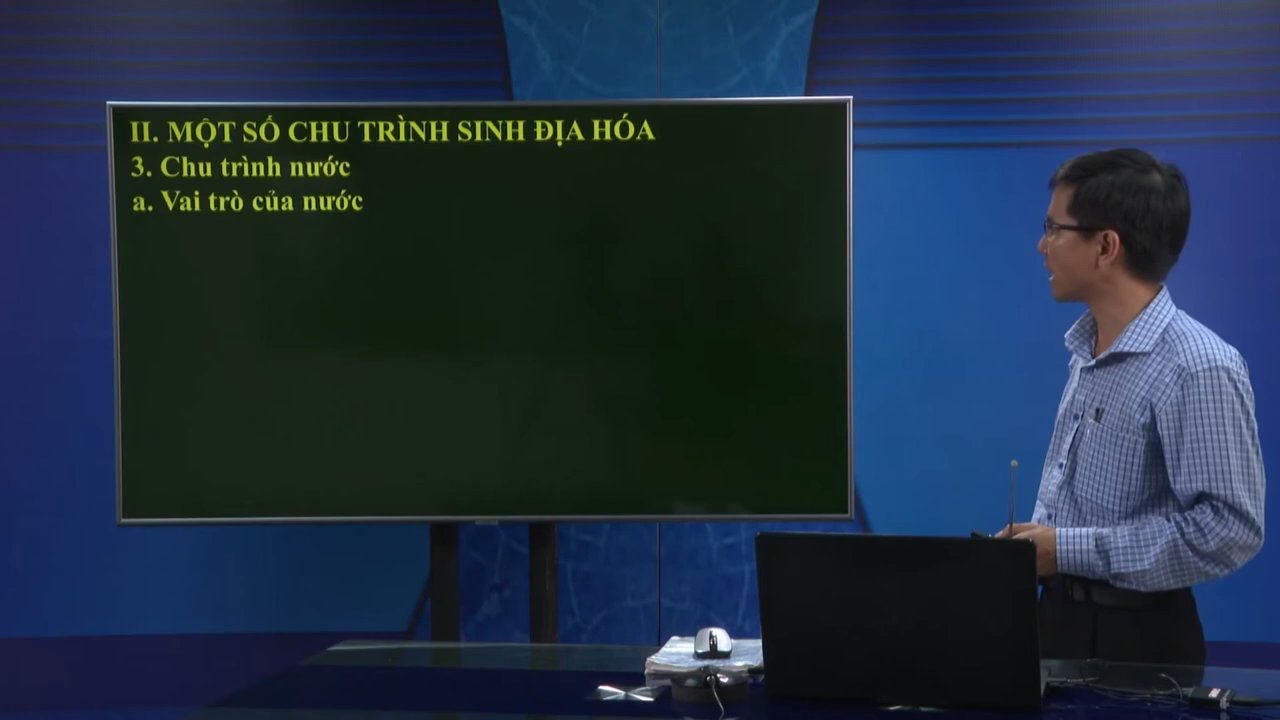 II. MỘT SỐ CHU TRÌNH SINH ĐỊA HÓA
3. Chu trình nước
a. Vai trò của nước